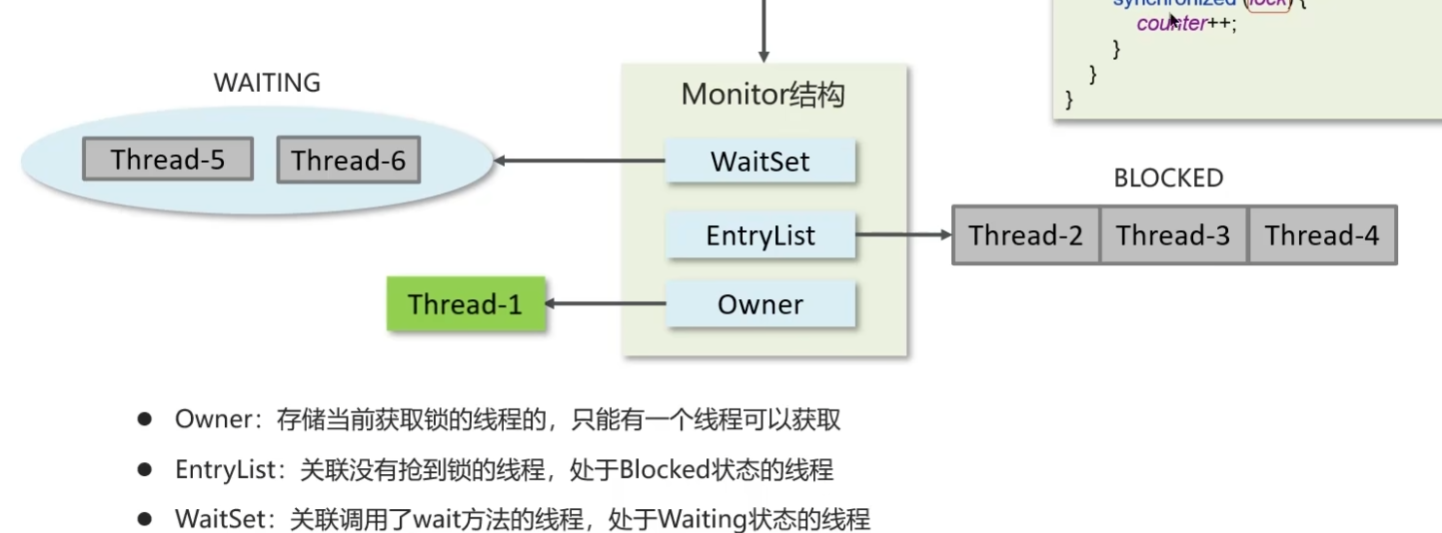 synchronized (lock) {
counter++;
}
}
}
WAITING
Thread-5 Thread-6
Monitor结构
WaitSet
EntryList
Owner
BLOCKED
Thread-2 Thread-3 Thread-4
Thread-1
● Owner：存储当前获取锁的线程的，只能有一个线程可以获取
● EntryList：关联没有抢到锁的线程，处于Blocked状态的线程
● WaitSet：关联调用了wait方法的线程，处于Waiting状态的线程